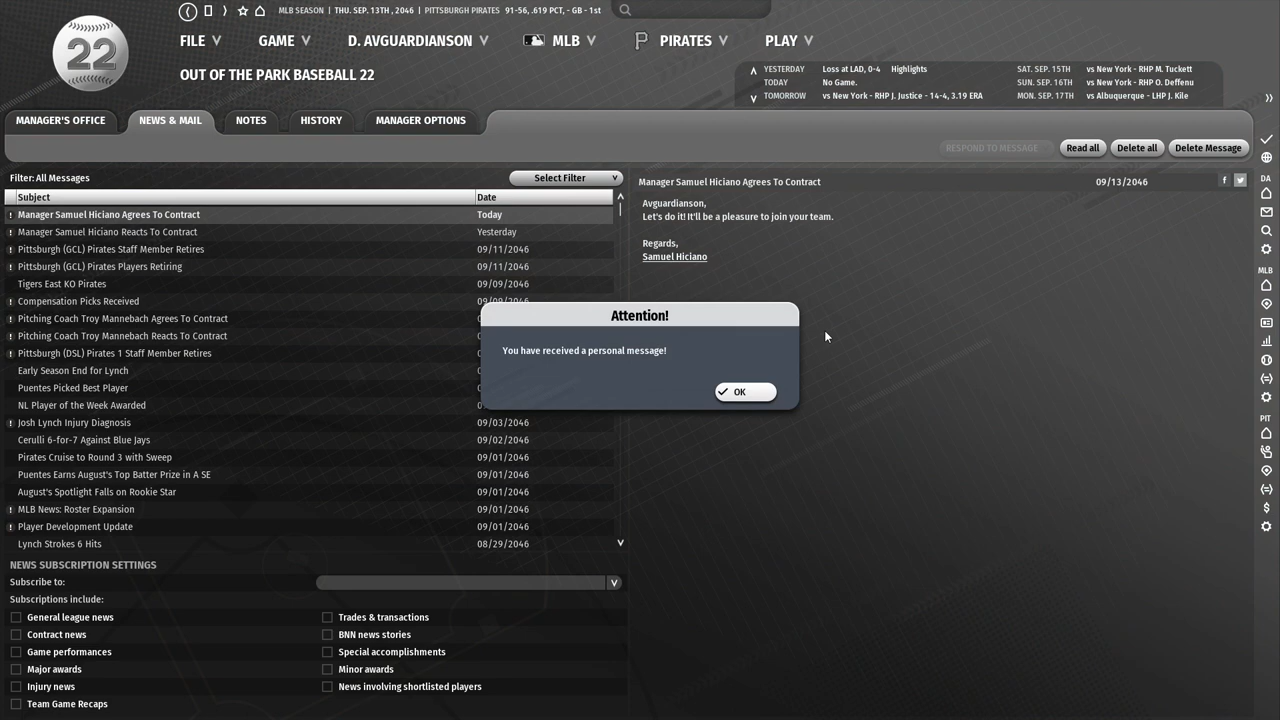 MLB SEASON | THU. SEP. 13TH , 2046 | PITTSBURGH PIRATES 91-56, .619 PCT, - GB - 1st
22
FILE GAME D. AVGUARDIANSON MLB PIRATES PLAY
OUT OF THE PARK BASEBALL 22
YESTERDAY Loss at LAD, 0-4 Highlights SAT. SEP. 15TH vs New York - RHP M. Tuckett
TODAY No Game. SUN. SEP. 16TH vs New York - RHP O. Deffenu
TOMORROW vs New York - RHP J. Justice - 14-4, 3.19 ERA MON. SEP. 17TH vs Albuquerque - LHP J. Kile
MANAGER'S OFFICE NEWS & MAIL NOTES HISTORY MANAGER OPTIONS
RESPOND TO MESSAGE Read all Delete all Delete Message
Filter: All Messages Select Filter
Subject Date
Manager Samuel Hiciano Agrees To Contract Today
Manager Samuel Hiciano Reacts To Contract Yesterday
Pittsburgh (GCL) Pirates Staff Member Retires 09/11/2046
Pittsburgh (GCL) Pirates Players Retiring 09/11/2046
Tigers East KO Pirates 09/09/2046
Compensation Picks Received 09/09/2046
Pitching Coach Troy Mannebach Agrees To Contract
Pitching Coach Troy Mannebach Reacts To Contract
Pittsburgh (DSL) Pirates 1 Staff Member Retires
Early Season End for Lynch
Puentes Picked Best Player
NL Player of the Week Awarded
Josh Lynch Injury Diagnosis 09/03/2046
Cerulli 6-for-7 Against Blue Jays 09/02/2046
Pirates Cruise to Round 3 with Sweep 09/01/2046
Puentes Earns August's Top Batter Prize in A SE 09/01/2046
August's Spotlight Falls on Rookie Star 09/01/2046
MLB News: Roster Expansion 09/01/2046
Player Development Update 09/01/2046
Lynch Strokes 6 Hits 08/29/2046
Manager Samuel Hiciano Agrees To Contract 09/13/2046
Avguardianson,
Let's do it! It'll be a pleasure to join your team.
Regards,
Samuel Hiciano
Attention!
You have received a personal message!
OK
NEWS SUBSCRIPTION SETTINGS
Subscribe to:
Subscriptions include:
General league news Trades & transactions
Contract news BNN news stories
Game performances Special accomplishments
Major awards Minor awards
Injury news News involving shortlisted players
Team Game Recaps
DA
MLB
PIT